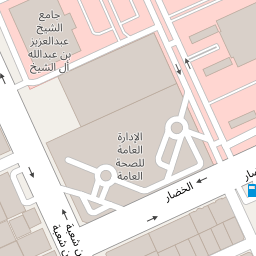 جامع
الشيخ
عبدالعزيز
بن عبدالله
آل الشيخ
الإدارة
العامة
للصحة
العامة
الخضار